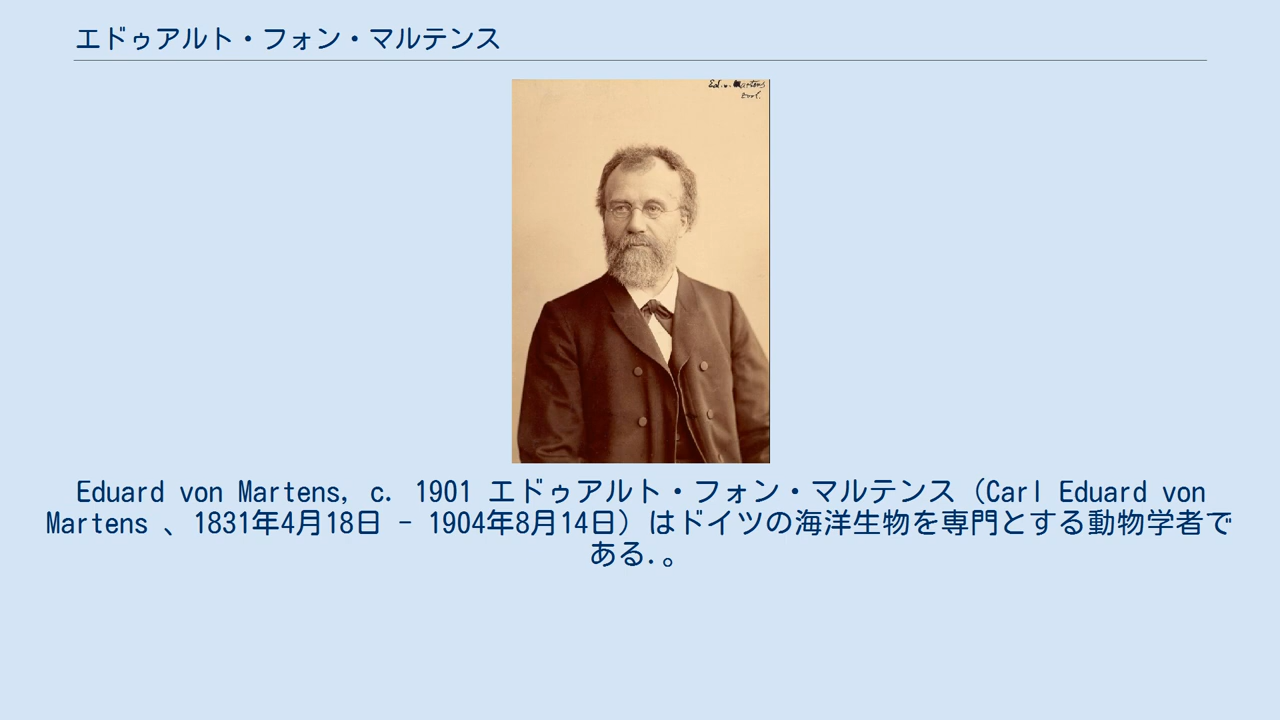 エドゥアルト・フォン・マルテンス
Ed. v. Martens
Zool.
Eduard von Martens, c. 1901 エドゥアルト・フォン・マルテンス（Carl Eduard von
Martens 、1831年4月18日 - 1904年8月14日）はドイツの海洋生物を専門とする動物学者で
ある.。